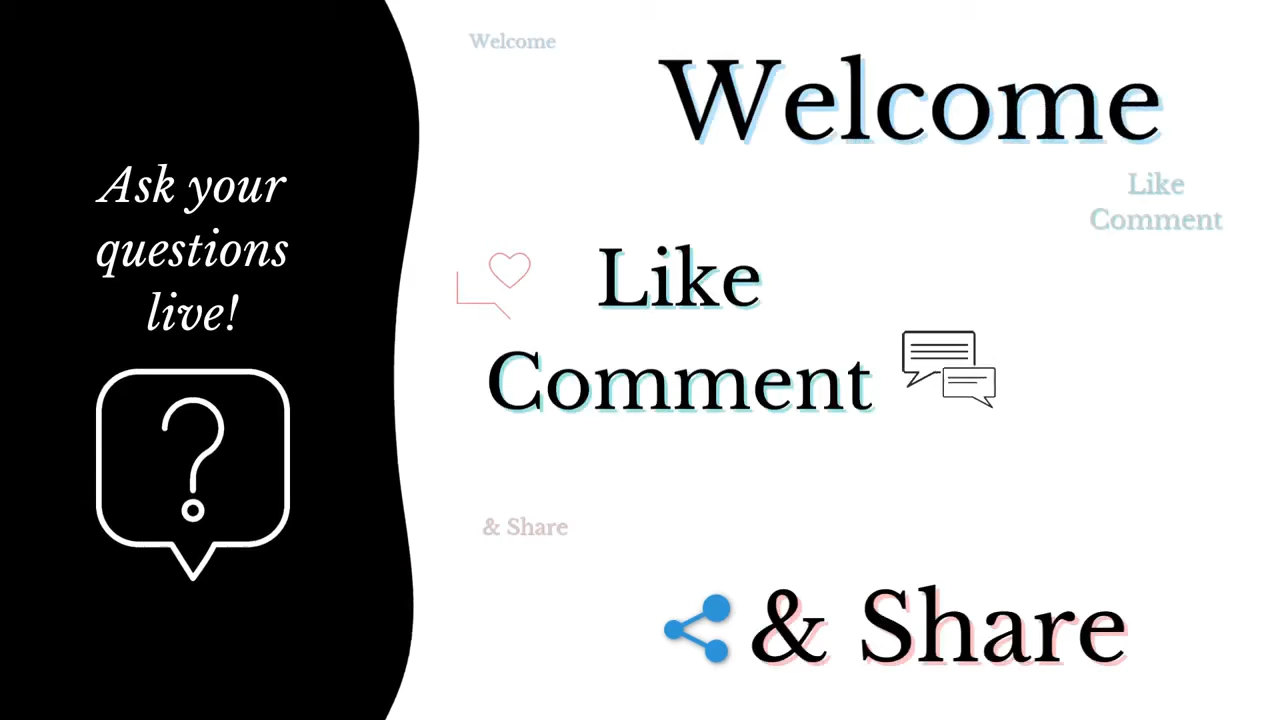 Ask your
questions
live!
Welcome
Welcome
Like
Comment
Like
Comment
& Share
& Share